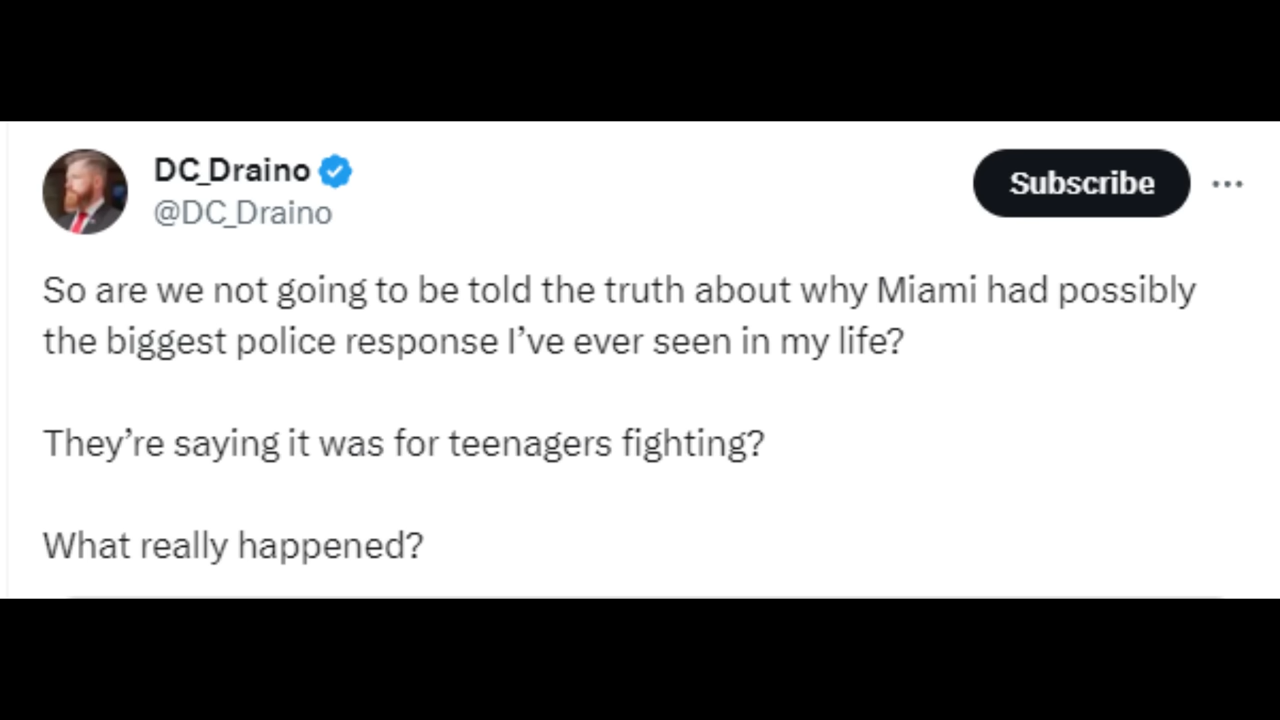 DC_Draino
Subscribe
@DC_Draino
So are we not going to be told the truth about why Miami had possibly
the biggest police response I’ve ever seen in my life?
They’re saying it was for teenagers fighting?
What really happened?